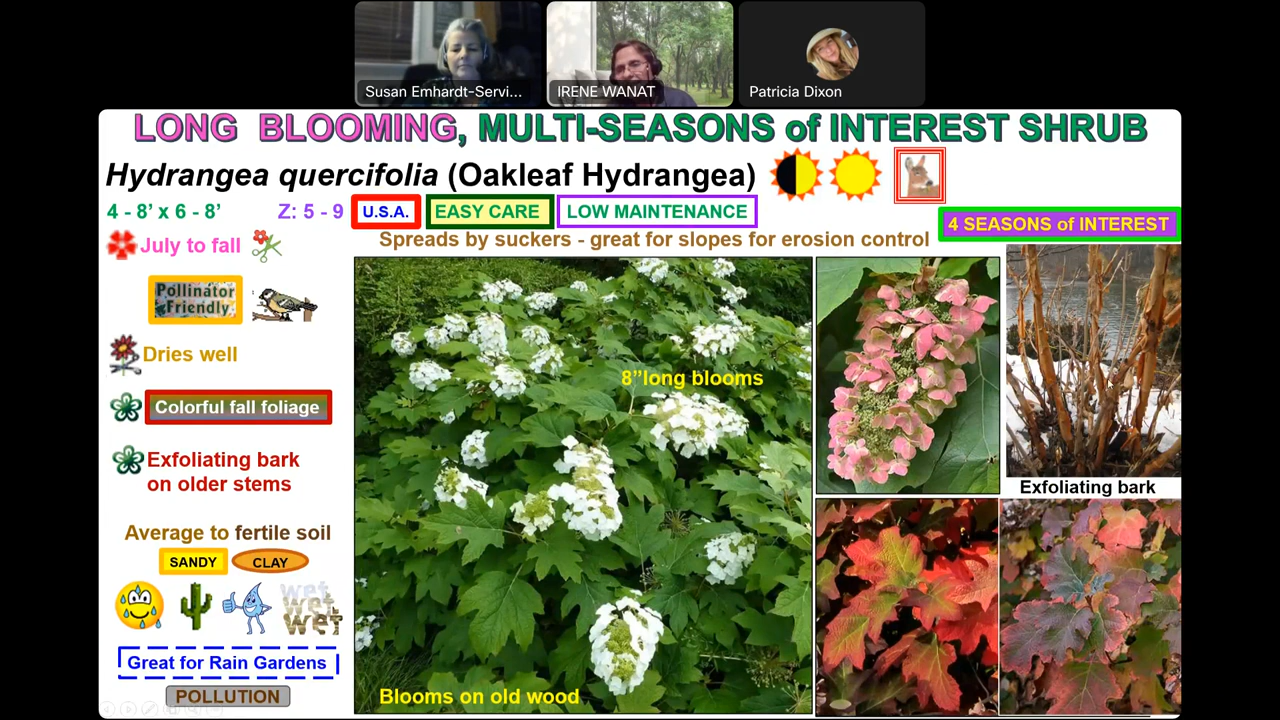 Susan Emhardt-Servi...
IRENE WANAT
Patricia Dixon
LONG BLOOMING, MULTI-SEASONS of INTEREST SHRUB
Hydrangea quercifolia (Oakleaf Hydrangea)
4 - 8' x 6 - 8' Z: 5 - 9 U.S.A. EASY CARE LOW MAINTENANCE
4 SEASONS of INTEREST
July to fall
Spreads by suckers - great for slopes for erosion control
Pollinator
Friendly
Dries well
Colorful fall foliage
Exfoliating bark
on older stems
Average to fertile soil
SANDY CLAY
wet
wet
wet
Great for Rain Gardens
POLLUTION
8”long blooms
Blooms on old wood
Exfoliating bark